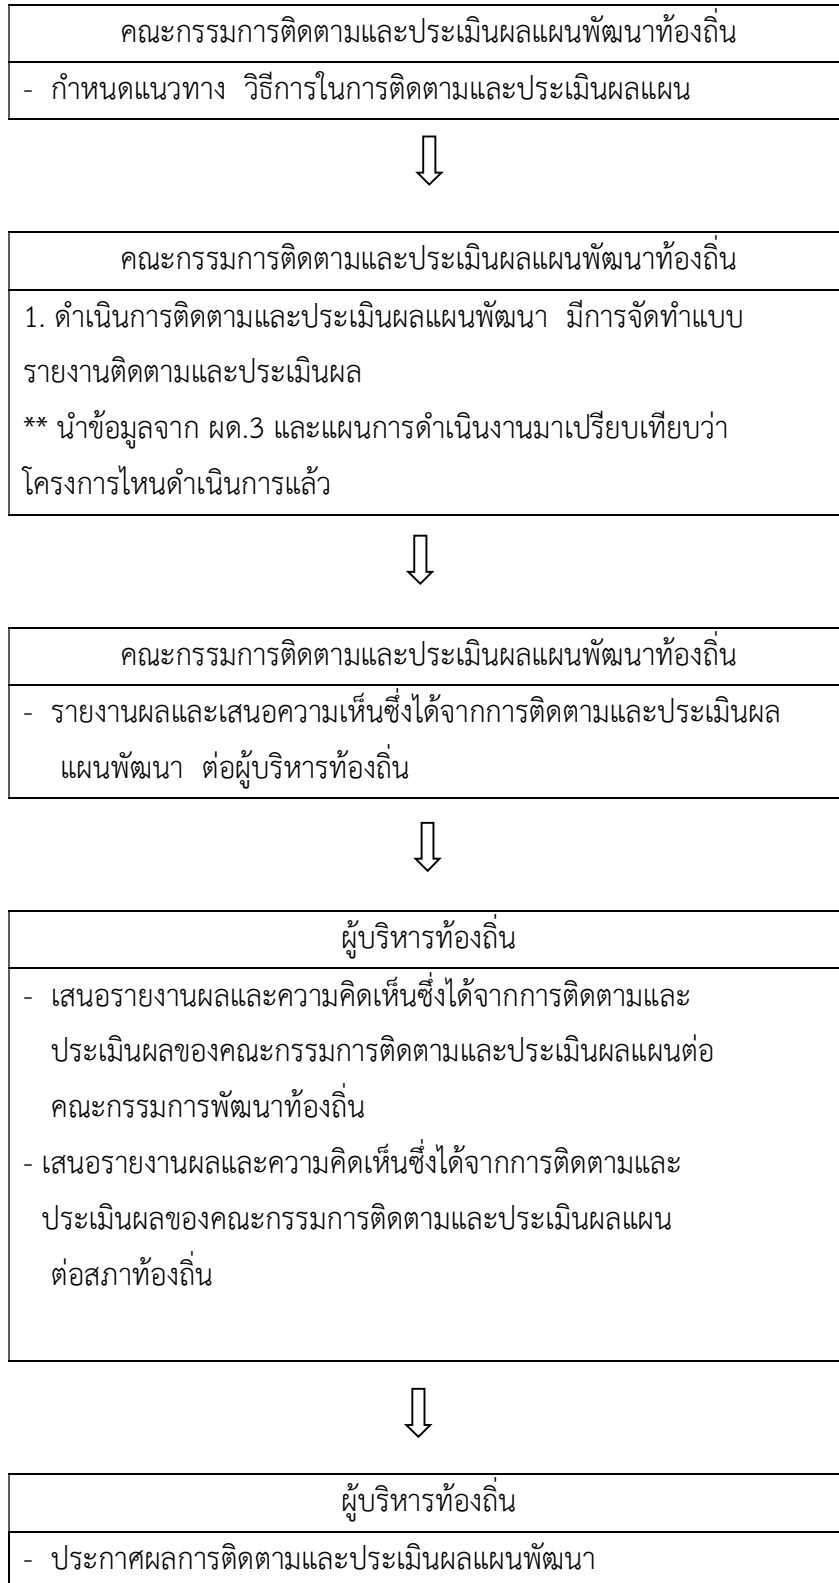 คณะกรรมการติดตามและประเมินผลแผนพัฒนาท้องถิ่น
- กำหนดแนวทาง วิธีการในการติดตามและประเมินผลแผน
คณะกรรมการติดตามและประเมินผลแผนพัฒนาท้องถิ่น
1. ดำเนินการติดตามและประเมินผลแผนพัฒนา มีการจัดทำแบบ
รายงานติดตามและประเมินผล
** นำข้อมูลจาก ผด.3 และแผนการดำเนินงานมาเปรียบเทียบว่า
โครงการไหนดำเนินการแล้ว
คณะกรรมการติดตามและประเมินผลแผนพัฒนาท้องถิ่น
- รายงานผลและเสนอความเห็นซึ่งได้จากการติดตามและประเมินผล
แผนพัฒนา ต่อผู้บริหารท้องถิ่น
ผู้บริหารท้องถิ่น
- เสนอรายงานผลและความคิดเห็นซึ่งได้จากการติดตามและ
ประเมินผลของคณะกรรมการติดตามและประเมินผลแผนต่อ
คณะกรรมการพัฒนาท้องถิ่น
- เสนอรายงานผลและความคิดเห็นซึ่งได้จากการติดตามและ
ประเมินผลของคณะกรรมการติดตามและประเมินผลแผน
ต่อสภาท้องถิ่น
ผู้บริหารท้องถิ่น
- ประกาศผลการติดตามและประเมินผลแผนพัฒนา